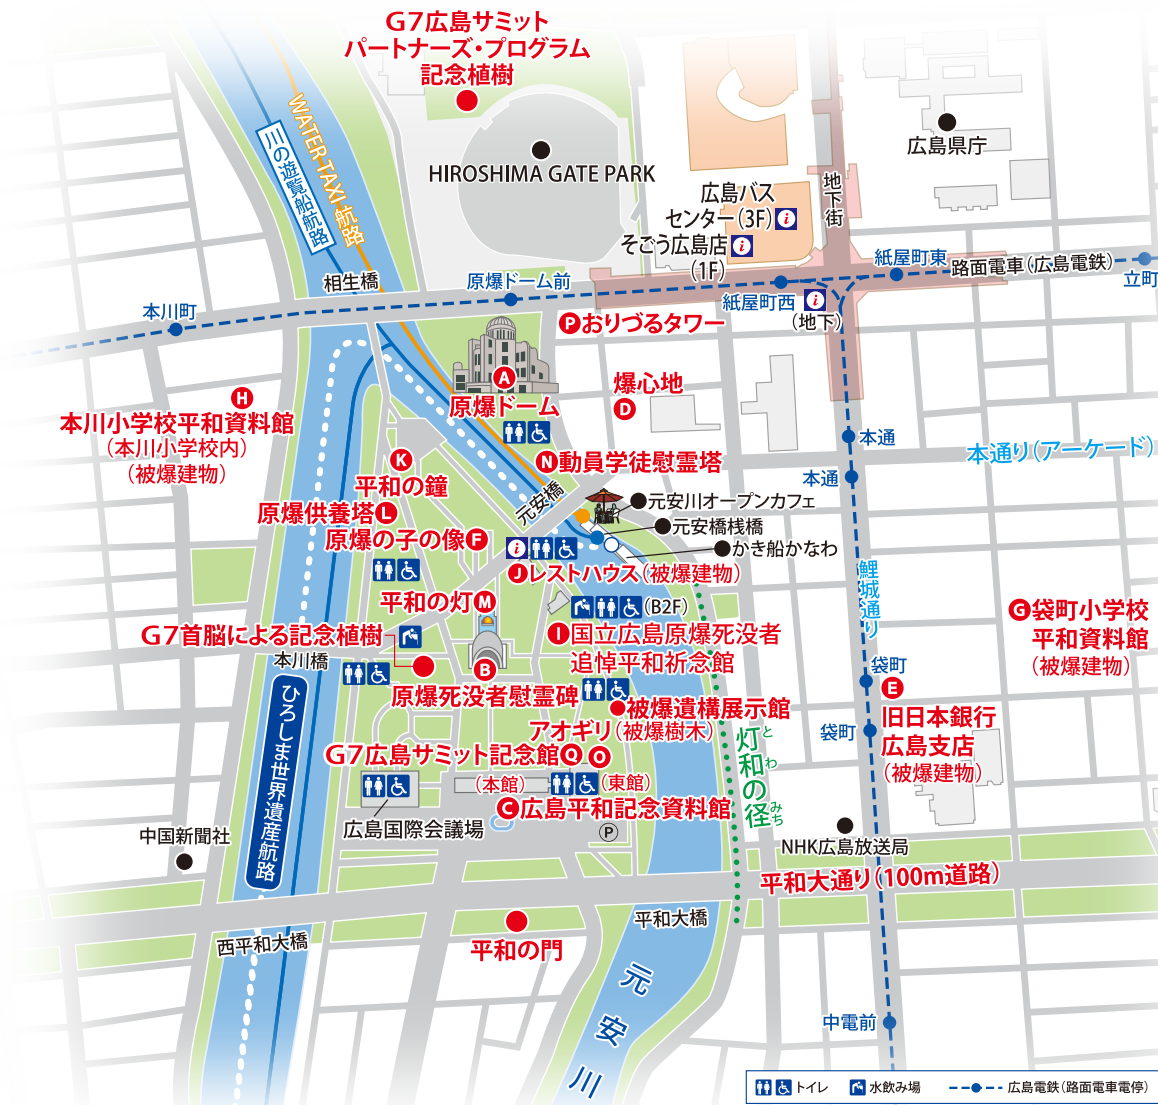 G7広島サミット
パートナーズ・プログラム
記念植樹
WATER TAXI 航路
川の遊覧船航路
HIROSHIMA GATE PARK
広島県庁
地下街
広島バス
センター(3F)
i
そごう広島店
i
(1F)
相生橋
原爆ドーム前
本川町
紙屋町東
路面電車(広島電鉄)
立町
紙屋町西
i
(地下)
P おりづるタワー
A
原爆ドーム
爆心地
D
H
本川小学校平和資料館
(本川小学校内)
(被爆建物)
本通
本通り(アーケード)
本通
K
平和の鐘
N 動員学徒慰霊塔
元安橋
原爆供養塔 L
元安川オープンカフェ
元安橋桟橋
かき船かなわ
原爆の子の像 F
i
J レストハウス(被爆建物)
鯉城通り
平和の灯 M
(B2F)
G7首脳による記念植樹
I 国立広島原爆死没者
追悼平和祈念館
G 袋町小学校
平和資料館
(被爆建物)
本川橋
B
原爆死没者慰霊碑
袋町
E
旧日本銀行
広島支店
(被爆建物)
袋町
被爆遺構展示館
アオギリ(被爆樹木)
G7広島サミット記念館 Q O
(本館)
(東館)
C 広島平和記念資料館
広島国際会議場
P
ひろしま世界遺産航路
灯和の径
とわ
みち
中国新聞社
NHK広島放送局
平和大通り(100m道路)
西平和大橋
平和大橋
平和の門
元安川
中電前
トイレ
水飲み場
広島電鉄(路面電車電停)